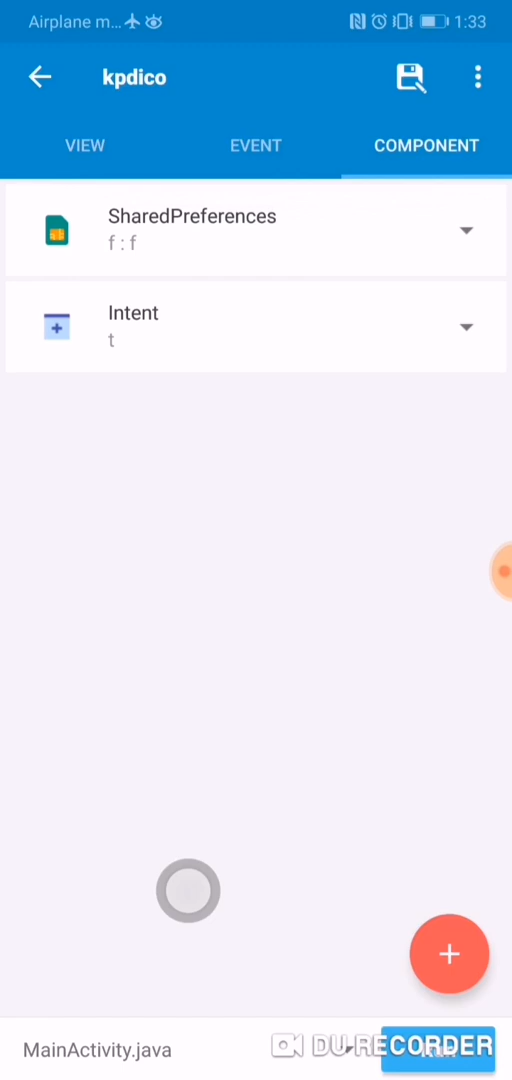 Airplane m... 1:33
kpdico
VIEW EVENT COMPONENT
SharedPreferences
f : f
Intent
t
MainActivity.java
DU RECORDER